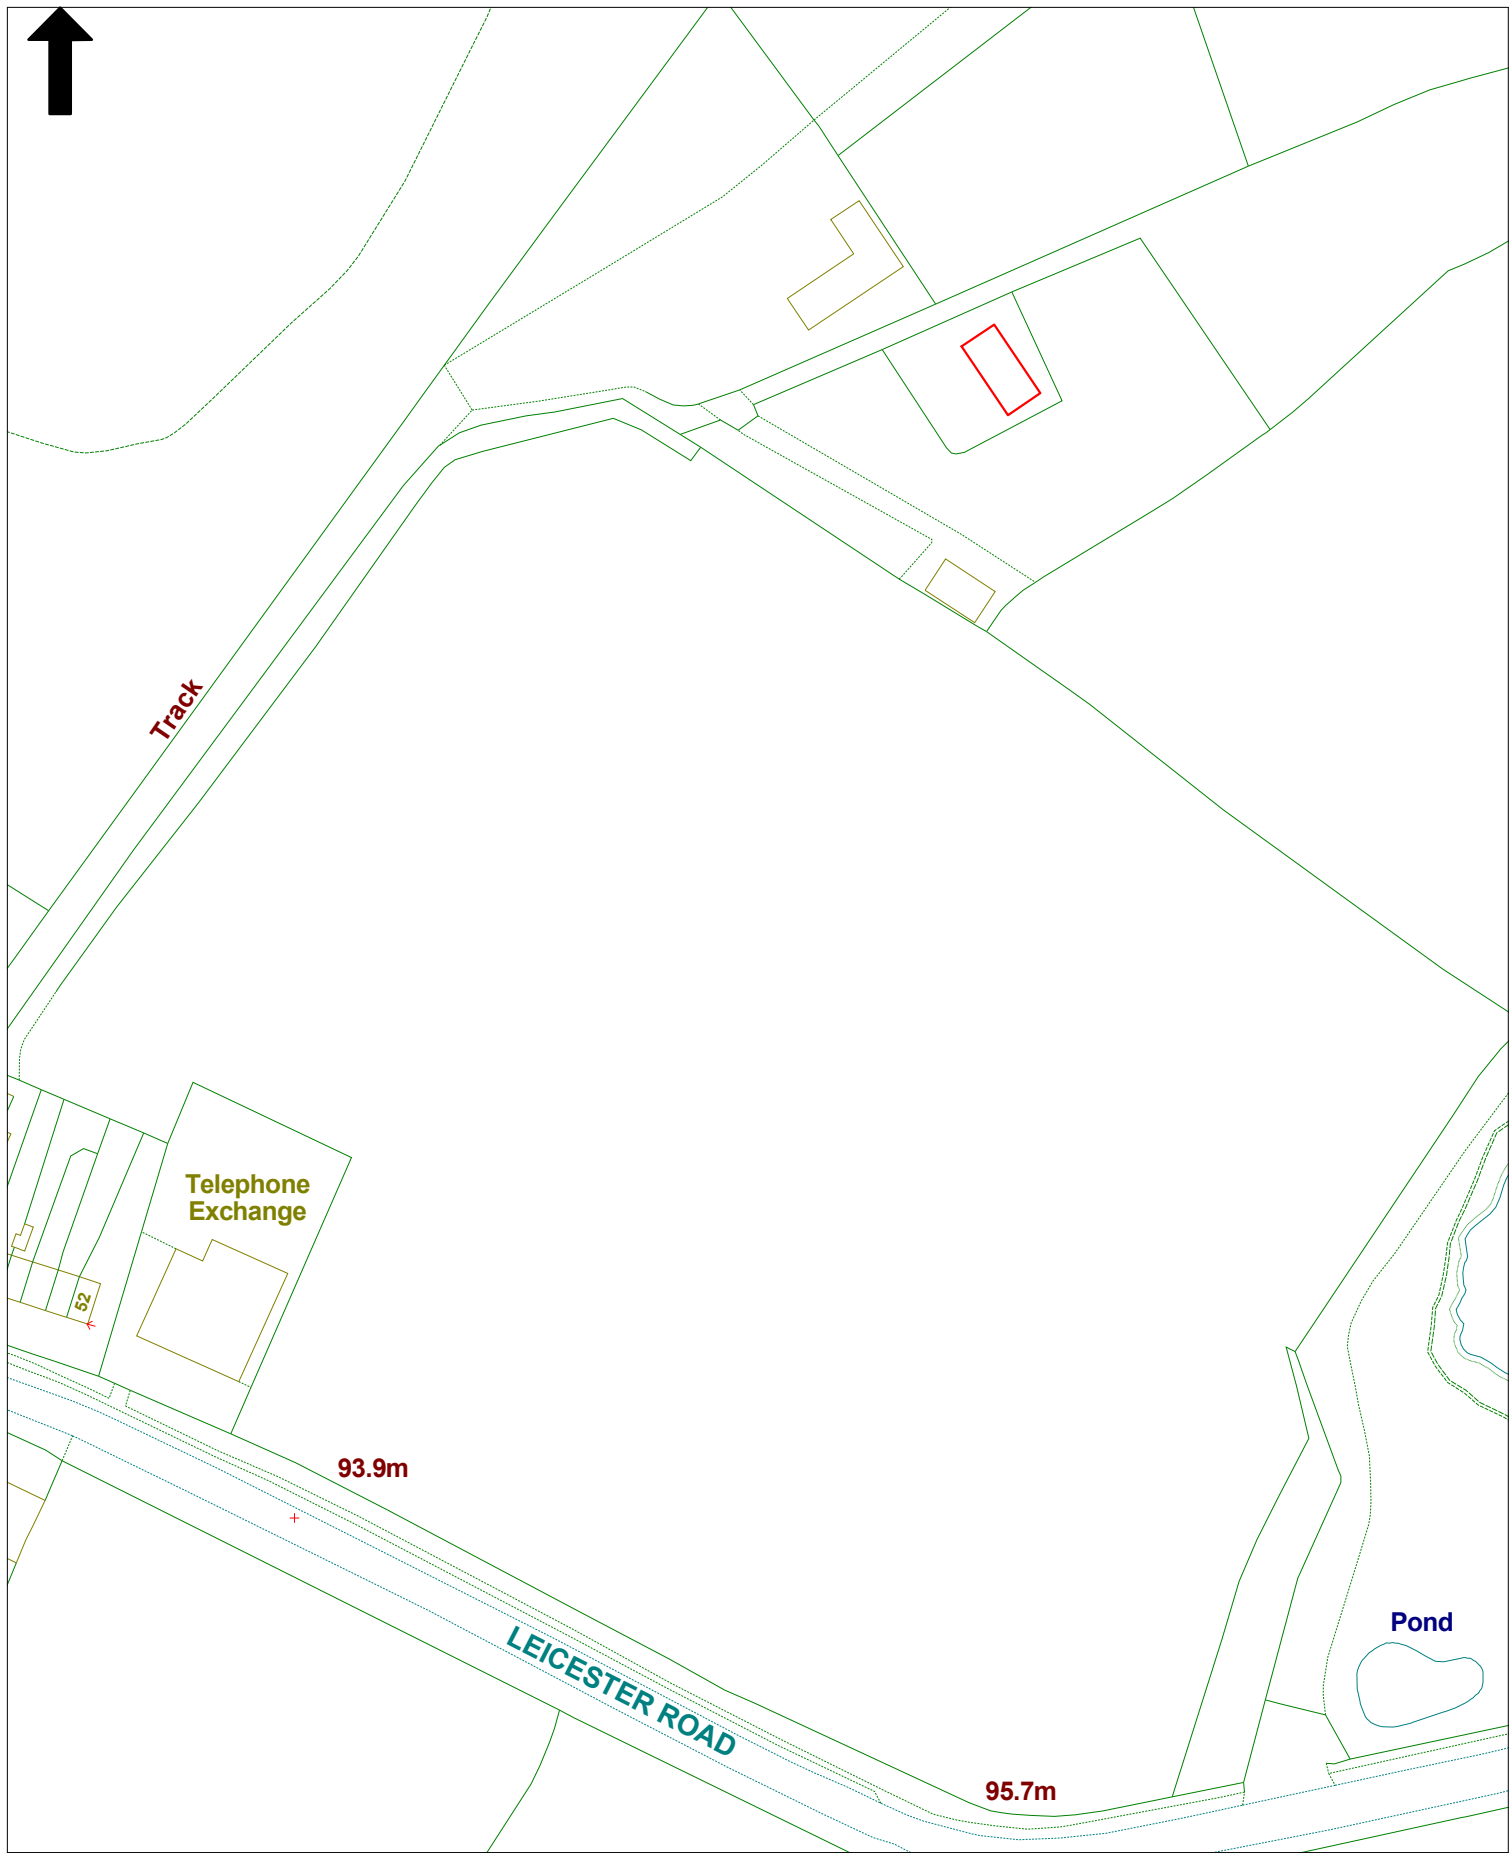 Track
Telephone
Exchange
52
93.9m
LEICESTER ROAD
Pond
95.7m